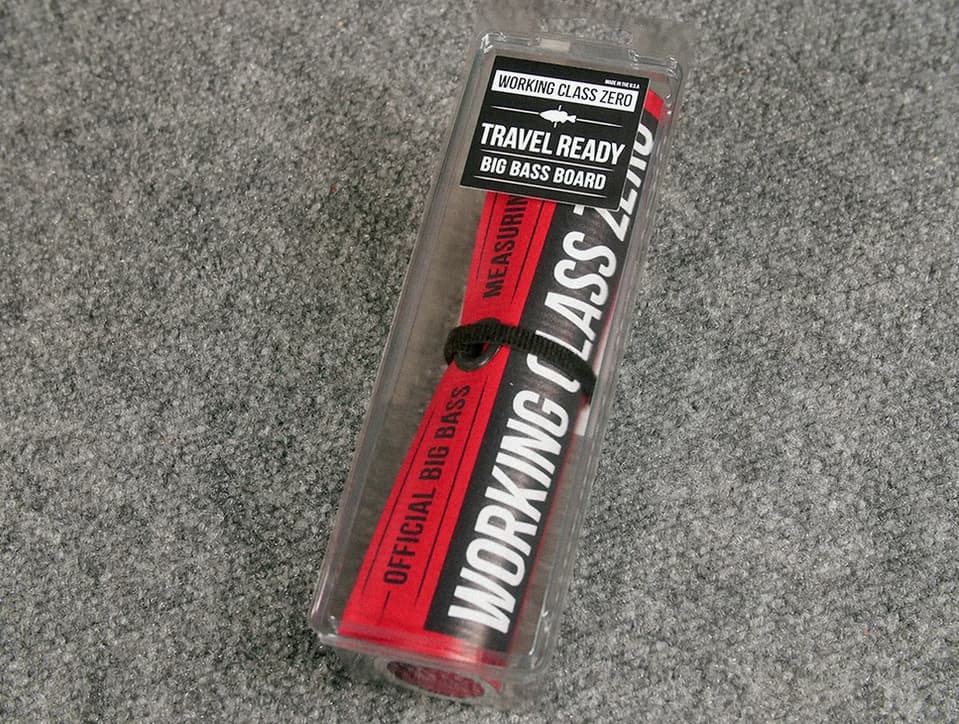 MADE IN THE U.S.A
WORKING CLASS ZERO
TRAVEL READY
BIG BASS BOARD
OFFICIAL BIG BASS MEASURIN
WORKING CLASS ZERO